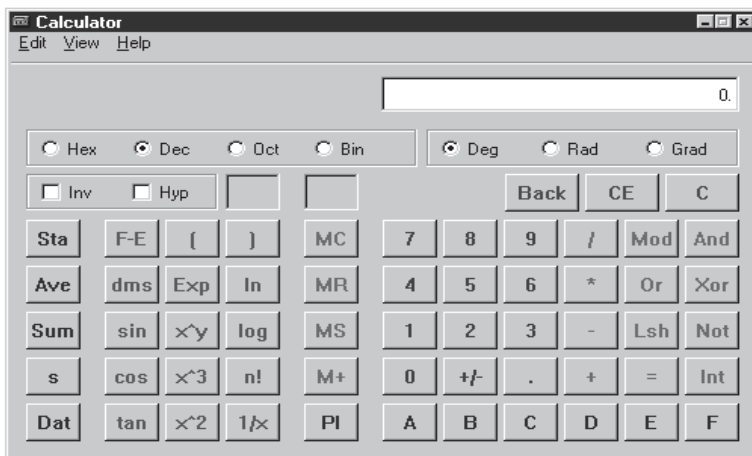 Calculator
Edit View Help
0.
Hex Dec Oct Bin Deg Rad Grad
Inv Hyp Back CE C
Sta F-E ( ) MC 7 8 9 / Mod And
Ave dms Exp ln MR 4 5 6 * Or Xor
Sum sin x^y log MS 1 2 3 - Lsh Not
s cos x^3 n! M+ 0 +/- . + = Int
Dat tan x^2 1/x PI A B C D E F